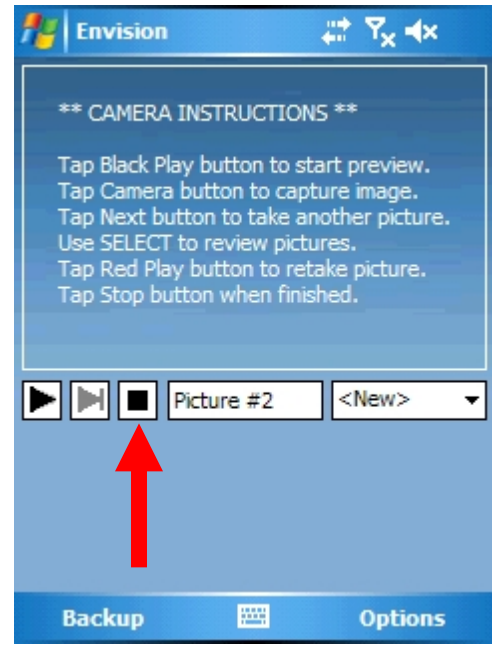 Envision
** CAMERA INSTRUCTIONS **
Tap Black Play button to start preview.
Tap Camera button to capture image.
Tap Next button to take another picture.
Use SELECT to review pictures.
Tap Red Play button to retake picture.
Tap Stop button when finished.
Picture #2 <New>
Backup Options